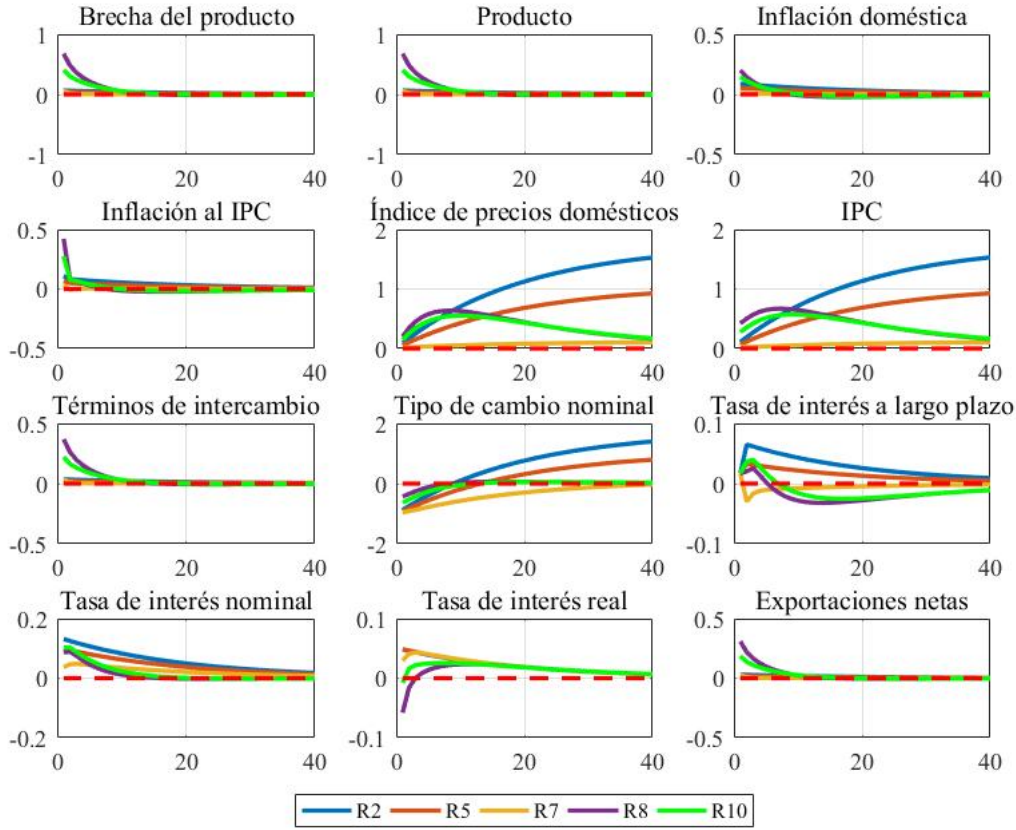 Brecha del producto Producto Inflación doméstica
1 1 0.5
0 0 0
-1 -1 -0.5
0 20 40 0 20 40 0 20 40
Inflación al IPC Índice de precios domésticos IPC
0.5 2 2
0 1 1
-0.5 0 0
0 20 40 0 20 40 0 20 40
Términos de intercambio Tipo de cambio nominal Tasa de interés a largo plazo
0.5 2 0.1
0 0 0
-0.5 -2 -0.1
0 20 40 0 20 40 0 20 40
Tasa de interés nominal Tasa de interés real Exportaciones netas
0.2 0.1 0.5
0 0 0
-0.2 -0.1 -0.5
0 20 40 0 20 40 0 20 40
R2 R5 R7 R8 R10